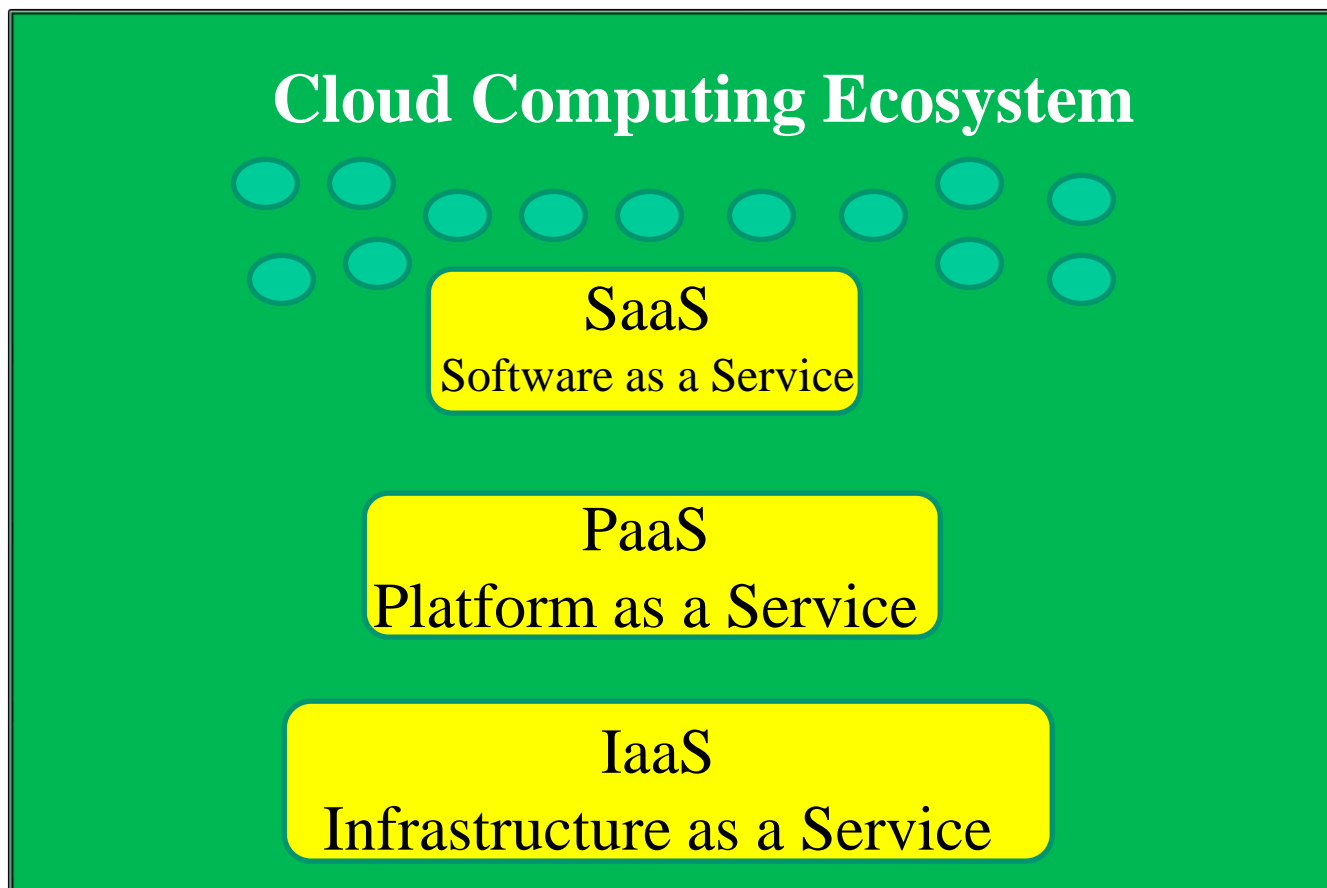 Cloud Computing Ecosystem
SaaS
Software as a Service
PaaS
Platform as a Service
IaaS
Infrastructure as a Service